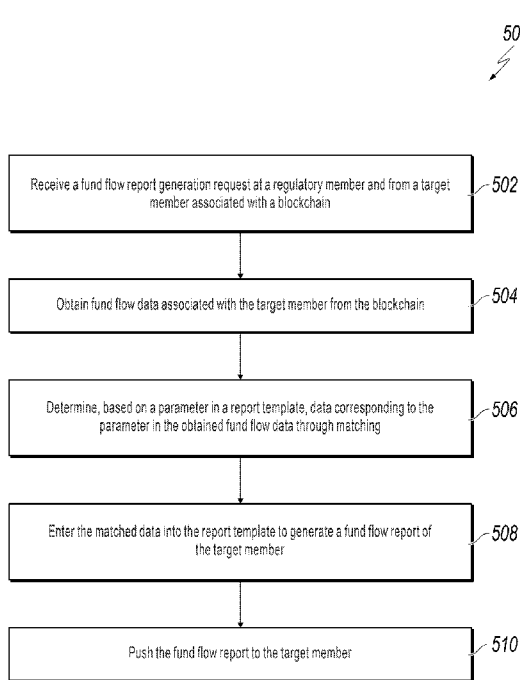 50
Receive a fund flow report generation request at a regulatory member and from a target
member associated with a blockchain
502
Obtain fund flow data associated with the target member from the blockchain
504
Determine, based on a parameter in a report template, data corresponding to the
parameter in the obtained fund flow data through matching
506
Enter the matched data into the report template to generate a fund flow report of
the target member
508
Push the fund flow report to the target member
510